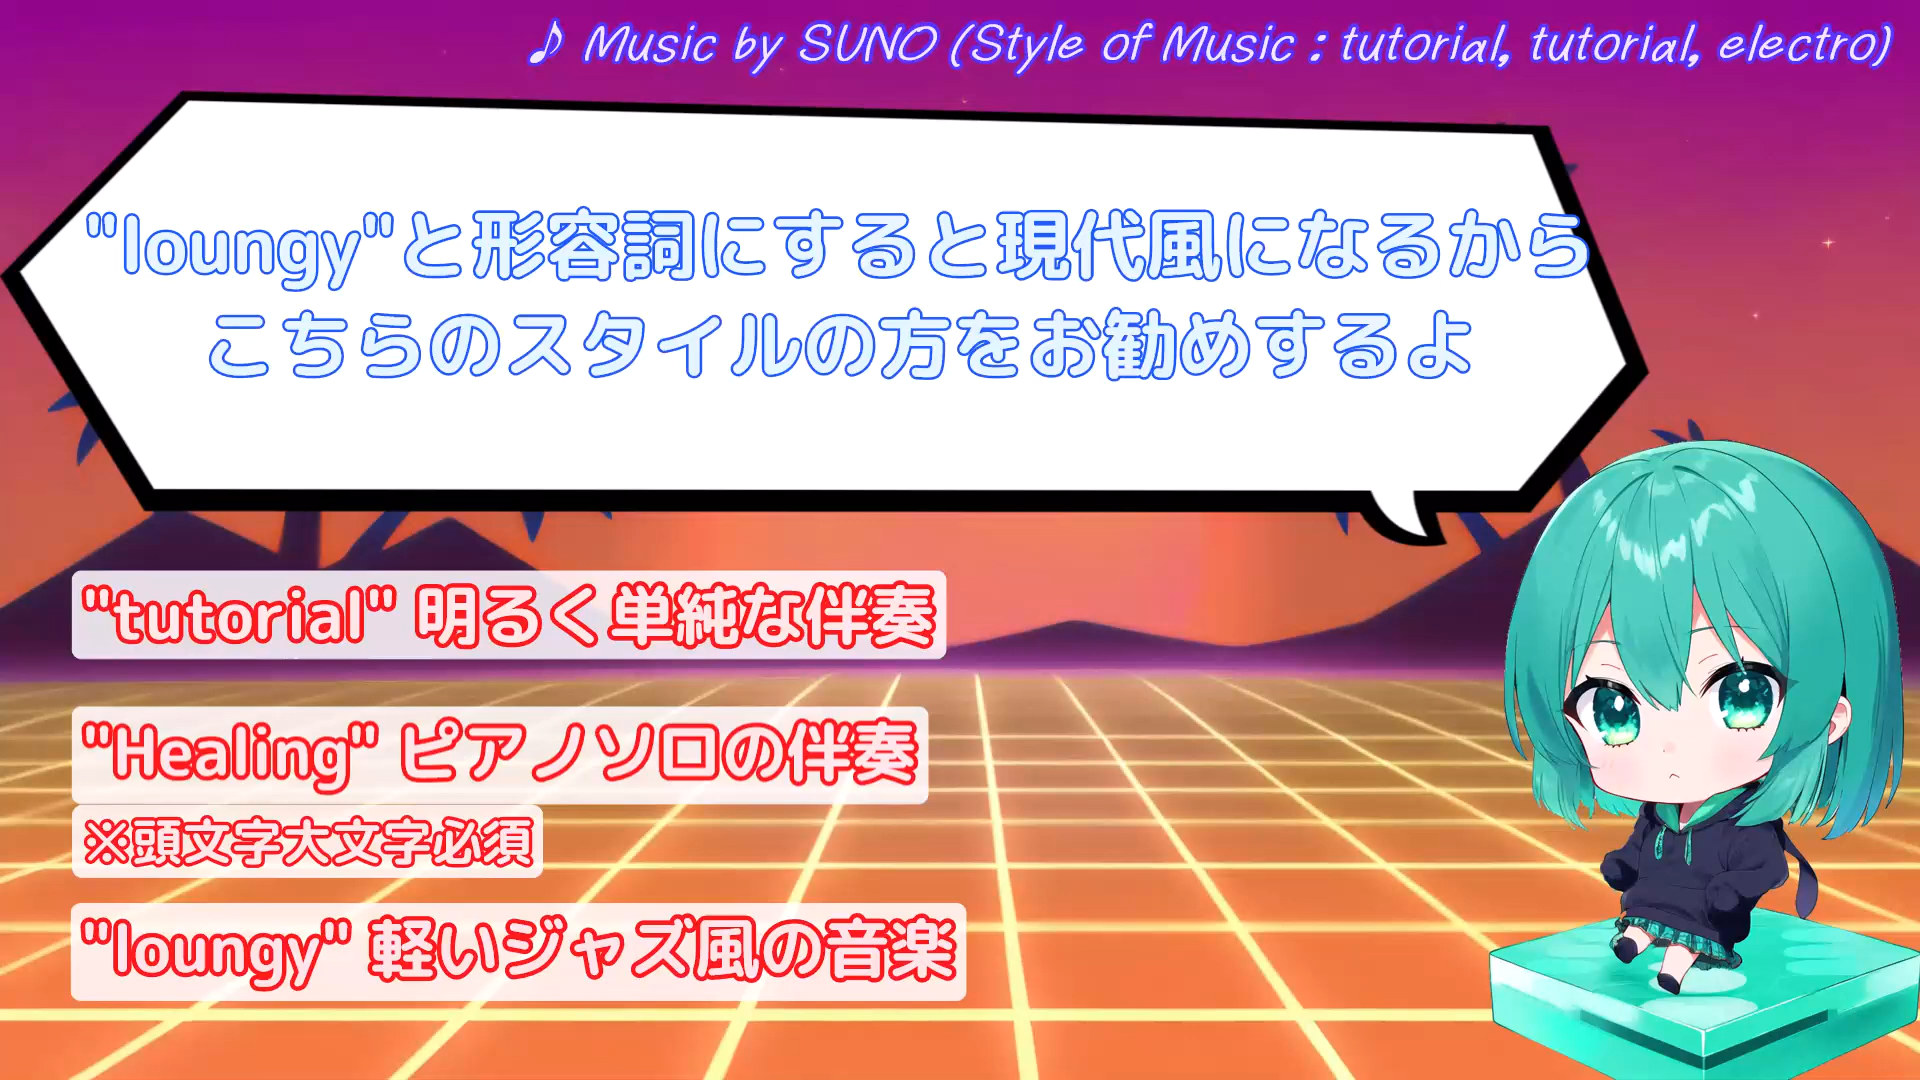 ♪ Music by SUNO (Style of Music : tutorial, tutorial, electro)
"loungy"と形容詞にすると現代風になるから
こちらのスタイルの方をお勧めするよ
"tutorial" 明るく単純な伴奏
"Healing" ピアノソロの伴奏
※頭文字大文字必須
"loungy" 軽いジャズ風の音楽